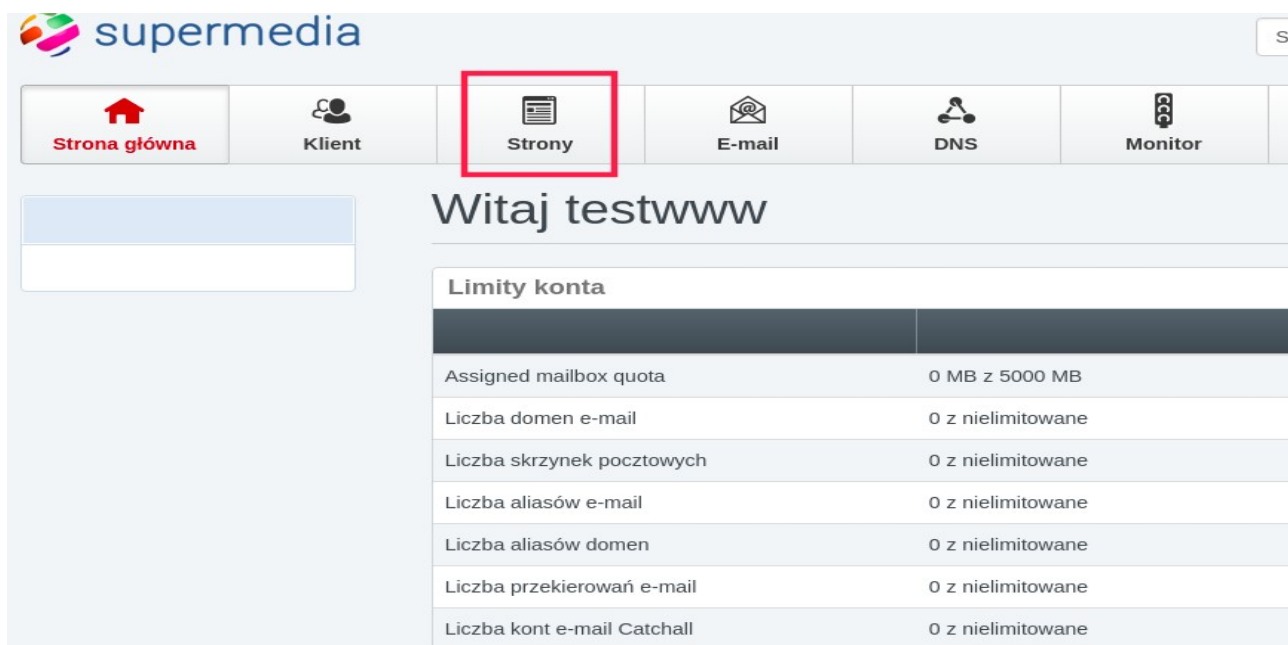 supermedia
S
Strona główna Klient Strony E-mail DNS Monitor
Witaj testwww
Limity konta
Assigned mailbox quota 0 MB z 5000 MB
Liczba domen e-mail 0 z nielimitowane
Liczba skrzynek pocztowych 0 z nielimitowane
Liczba aliasów e-mail 0 z nielimitowane
Liczba aliasów domen 0 z nielimitowane
Liczba przekierowań e-mail 0 z nielimitowane
Liczba kont e-mail Catchall 0 z nielimitowane